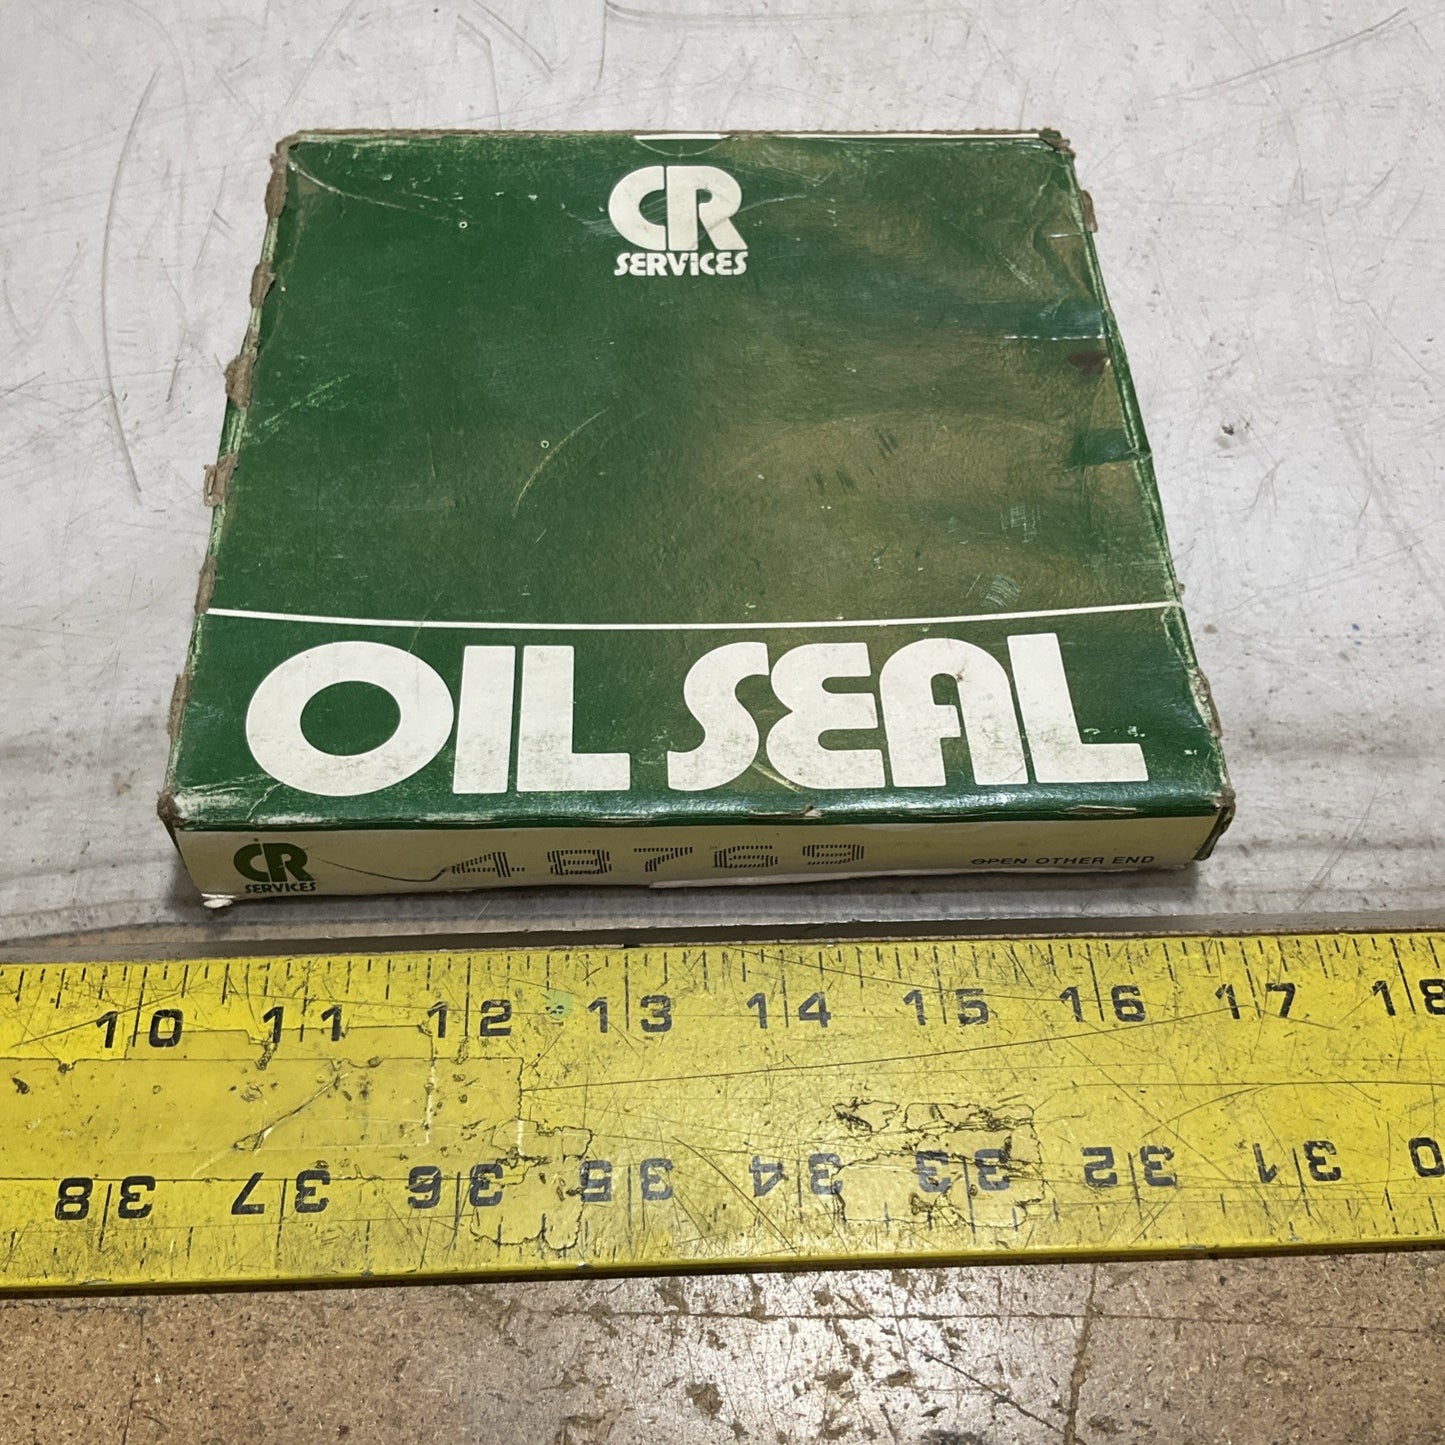 CR
SERVICES
OIL SEAL
CR
SERVICES
48769
OPEN OTHER END
10 11 12 13 14 15 16 17 18
38 37 36 35 34 33 32 31 0